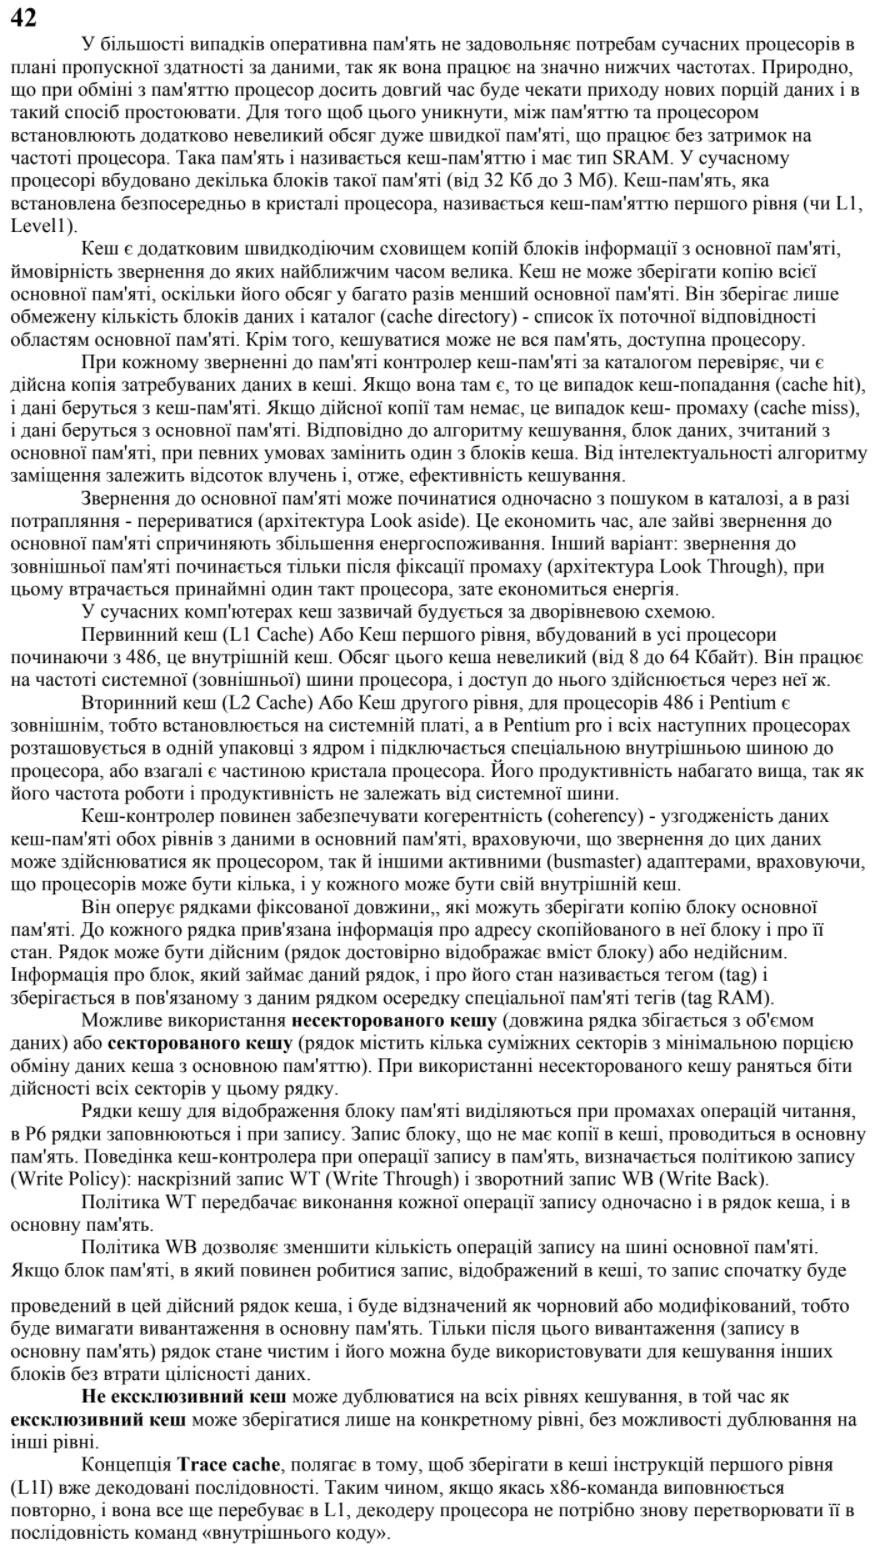 42
У більшості випадків оперативна пам'ять не задовольняє потребам сучасних процесорів в
плані пропускної здатності за даними, так як вона працює на значно нижчих частотах. Природно,
що при обміні з пам'яттю процесор досить довгий час буде чекати приходу нових порцій даних і в
такий спосіб простоювати. Для того щоб цього уникнути, між пам'яттю та процесором
встановлюють додатково невеликий обсяг дуже швидкої пам'яті, що працює без затримок на
частоті процесора. Така пам'ять і називається кеш-пам'яттю і має тип SRAM. У сучасному
процесорі вбудовано декілька блоків такої пам'яті (від 32 Кб до 3 Мб). Кеш-пам'ять, яка
встановлена безпосередньо в кристалі процесора, називається кеш-пам'яттю першого рівня (чи L1,
Level1).
Кеш є додатковим швидкодіючим сховищем копій блоків інформації з основної пам'яті,
ймовірність звернення до яких найближчим часом велика. Кеш не може зберігати копію всієї
основної пам'яті, оскільки його обсяг у багато разів менший основної пам'яті. Він зберігає лише
обмежену кількість блоків даних і каталог (cache directory) - список їх поточної відповідності
областям основної пам'яті. Крім того, кешуватися може не вся пам'ять, доступна процесору.
При кожному зверненні до пам'яті контролер кеш-пам'яті за каталогом перевіряє, чи є
дійсна копія затребуваних даних в кеші. Якщо вона там є, то це випадок кеш-попадання (cache hit),
і дані беруться з кеш-пам'яті. Якщо дійсної копії там немає, це випадок кеш- промаху (cache miss),
і дані беруться з основної пам'яті. Відповідно до алгоритму кешування, блок даних, зчитаний з
основної пам'яті, при певних умовах замінить один з блоків кеша. Від інтелектуальності алгоритму
заміщення залежить відсоток влучень і, отже, ефективність кешування.
Звернення до основної пам'яті може починатися одночасно з пошуком в каталозі, а в разі
потрапляння - перериватися (архітектура Look aside). Це економить час, але зайві звернення до
основної пам'яті спричиняють збільшення енергоспоживання. Інший варіант: звернення до
зовнішньої пам'яті починається тільки після фіксації промаху (архітектура Look Through), при
цьому втрачається принаймні один такт процесора, зате економиться енергія.
У сучасних комп'ютерах кеш зазвичай будується за дворівневою схемою.
Первинний кеш (L1 Cache) Або Кеш першого рівня, вбудований в усі процесори
починаючи з 486, це внутрішній кеш. Обсяг цього кеша невеликий (від 8 до 64 Кбайт). Він працює
на частоті системної (зовнішньої) шини процесора, і доступ до нього здійснюється через неї ж.
Вторинний кеш (L2 Cache) Або Кеш другого рівня, для процесорів 486 і Pentium є
зовнішнім, тобто встановлюється на системній платі, а в Pentium pro і всіх наступних процесорах
розташовується в одній упаковці з ядром і підключається спеціальною внутрішньою шиною до
процесора, або взагалі є частиною кристала процесора. Його продуктивність набагато вища, так як
його частота роботи і продуктивність не залежать від системної шини.
Кеш-контролер повинен забезпечувати когерентність (coherency) - узгодженість даних
кеш-пам'яті обох рівнів з даними в основний пам'яті, враховуючи, що звернення до цих даних
може здійснюватися як процесором, так й іншими активними (busmaster) адаптерами, враховуючи,
що процесорів може бути кілька, і у кожного може бути свій внутрішній кеш.
Він оперує рядками фіксованої довжини,, які можуть зберігати копію блоку основної
пам'яті. До кожного рядка прив'язана інформація про адресу скопійованого в неї блоку і про її
стан. Рядок може бути дійсним (рядок достовірно відображає вміст блоку) або недійсним.
Інформація про блок, який займає даний рядок, і про його стан називається тегом (tag) і
зберігається в пов'язаному з даним рядком осередку спеціальної пам'яті тегів (tag RAM).
Можливе використання несекторованого кешу (довжина рядка збігається з об'ємом
даних) або секторованого кешу (рядок містить кілька суміжних секторів з мінімальною порцією
обміну даних кеша з основною пам'яттю). При використанні несекторованого кешу раняться біти
дійсності всіх секторів у цьому рядку.
Рядки кешу для відображення блоку пам'яті виділяються при промахах операцій читання,
в P6 рядки заповнюються і при запису. Запис блоку, що не має копії в кеші, проводиться в основну
пам'ять. Поведінка кеш-контролера при операції запису в пам'ять, визначається політикою запису
(Write Policy): наскрізний запис WT (Write Through) і зворотний запис WB (Write Back).
Політика WT передбачає виконання кожної операції запису одночасно і в рядок кеша, і в
основну пам'ять.
Політика WB дозволяє зменшити кількість операцій запису на шині основної пам'яті.
Якщо блок пам'яті, в який повинен робитися запис, відображений в кеші, то запис спочатку буде
проведений в цей дійсний рядок кеша, і буде відзначений як чорновий або модифікований, тобто
буде вимагати вивантаження в основну пам'ять. Тільки після цього вивантаження (запису в
основну пам'ять) рядок стане чистим і його можна буде використовувати для кешування інших
блоків без втрати цілісності даних.
Не ексклюзивний кеш може дублюватися на всіх рівнях кешування, в той час як
ексклюзивний кеш може зберігатися лише на конкретному рівні, без можливості дублювання на
інші рівні.
Концепція Trace cache, полягає в тому, щоб зберігати в кеші інструкцій першого рівня
(L1I) вже декодовані послідовності. Таким чином, якщо якась x86-команда виповнюється
повторно, і вона все ще перебуває в L1, декодеру процесора не потрібно знову перетворювати її в
послідовність команд «внутрішнього коду».